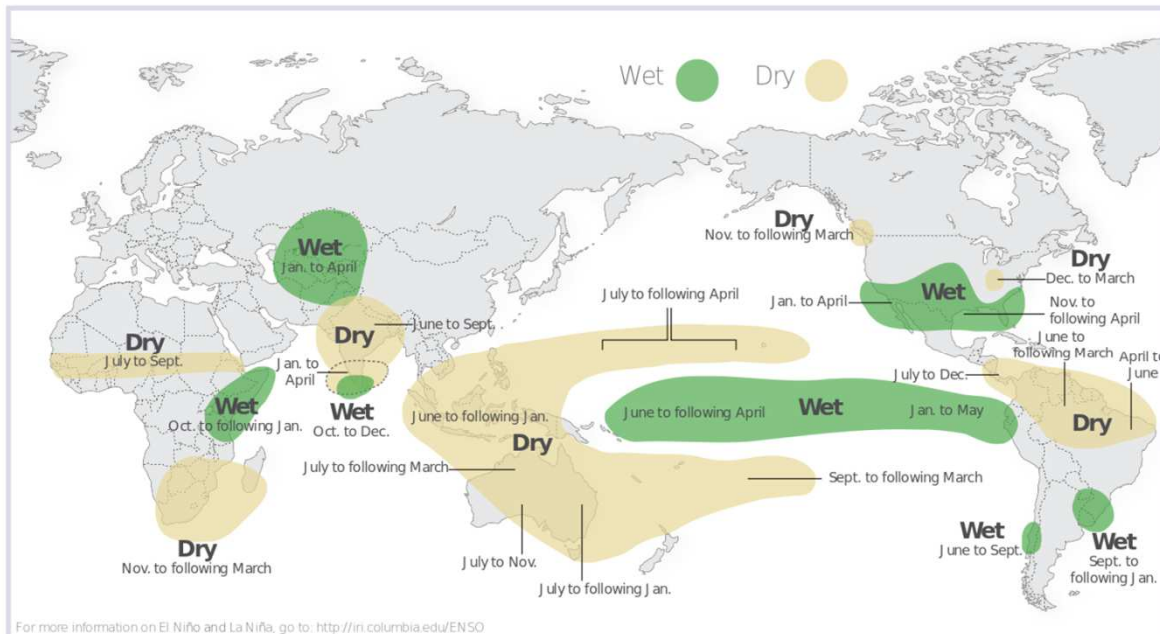 Wet
Dry
Dry
Nov. to following March
Wet
Jan. to April
Dry
Dec. to March
July to following April
Jan. to April
Wet
Nov. to
following April
Dry
June to Sept.
Dry
July to Sept.
Jan. to
April
June to
following March
April to
June
July to Dec.
Wet
Oct. to following Jan.
Wet
Oct. to Dec.
June to following Jan.
Dry
June to following April
Wet
Jan. to May
Dry
July to following March
Sept. to following March
Dry
Nov. to following March
July to Nov.
July to following Jan.
Wet
June to Sept.
Wet
Sept. to
following Jan.
For more information on El Niño and La Niña, go to: http://iri.columbia.edu/ENSO